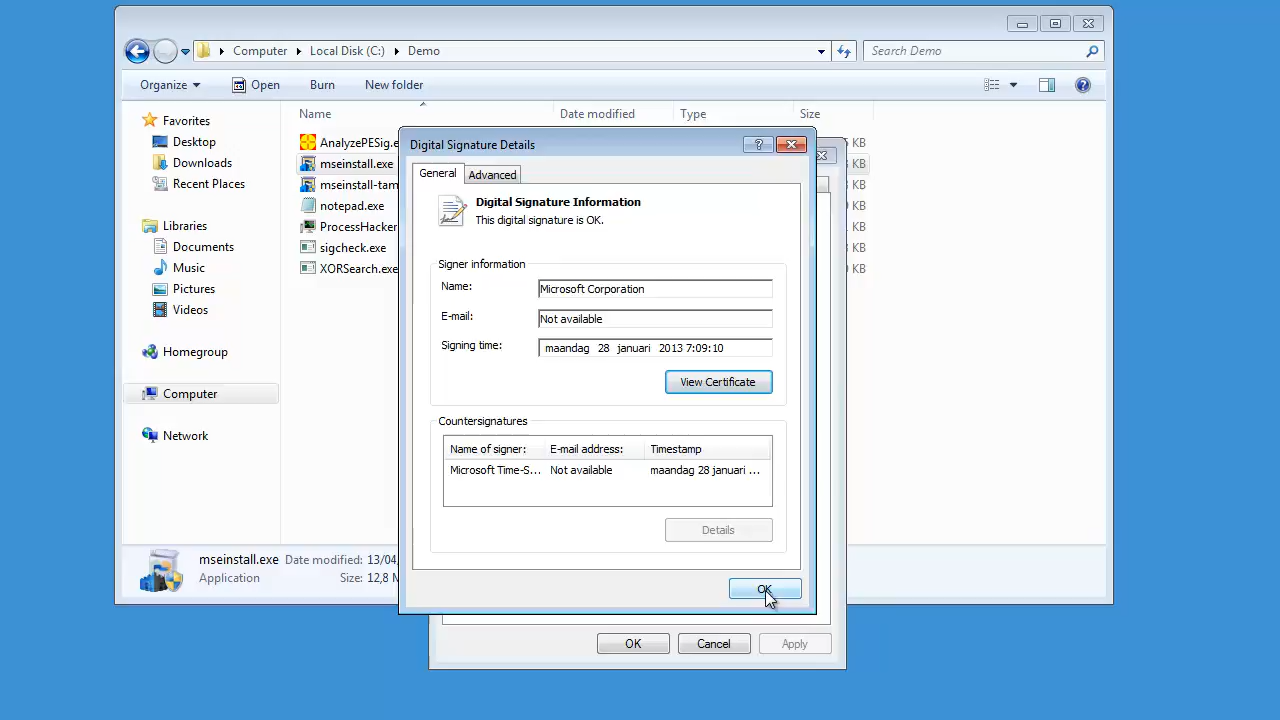 Computer Local Disk (C:) Demo
Search Demo
Organize Open Burn New folder
Favorites
Desktop
Downloads
Recent Places
Libraries
Documents
Music
Pictures
Videos
Homegroup
Computer
Network
Name Date modified Type Size
AnalyzePESig.e KB
mseinstall.exe KB
mseinstall-tam KB
notepad.exe KB
ProcessHacker KB
sigcheck.exe KB
XORSearch.exe KB
Digital Signature Details
?
General Advanced
Digital Signature Information
This digital signature is OK.
Signer information
Name: Microsoft Corporation
E-mail: Not available
Signing time: maandag 28 januari 2013 7:09:10
View Certificate
Countersignatures
Name of signer: E-mail address: Timestamp
Microsoft Time-S... Not available maandag 28 januari ...
Details
OK
OK Cancel Apply
mseinstall.exe Date modified: 13/04,
Application Size: 12,8 M